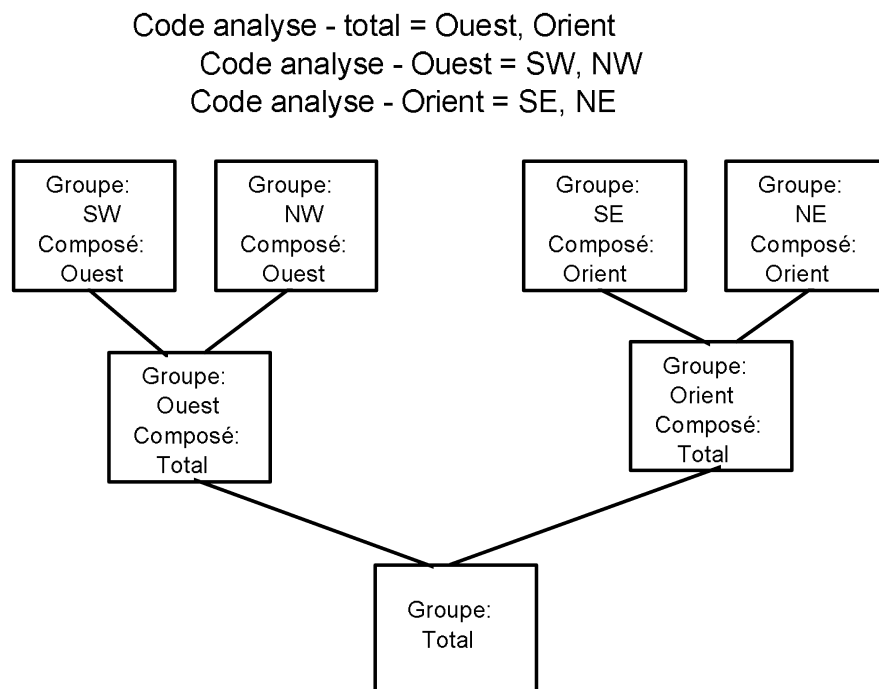 Code analyse - total = Ouest, Orient
Code analyse - Ouest = SW, NW
Code analyse - Orient = SE, NE
Groupe:
SW
Composé:
Ouest
Groupe:
NW
Composé:
Ouest
Groupe:
SE
Composé:
Orient
Groupe:
NE
Composé:
Orient
Groupe:
Ouest
Composé:
Total
Groupe:
Orient
Composé:
Total
Groupe:
Total